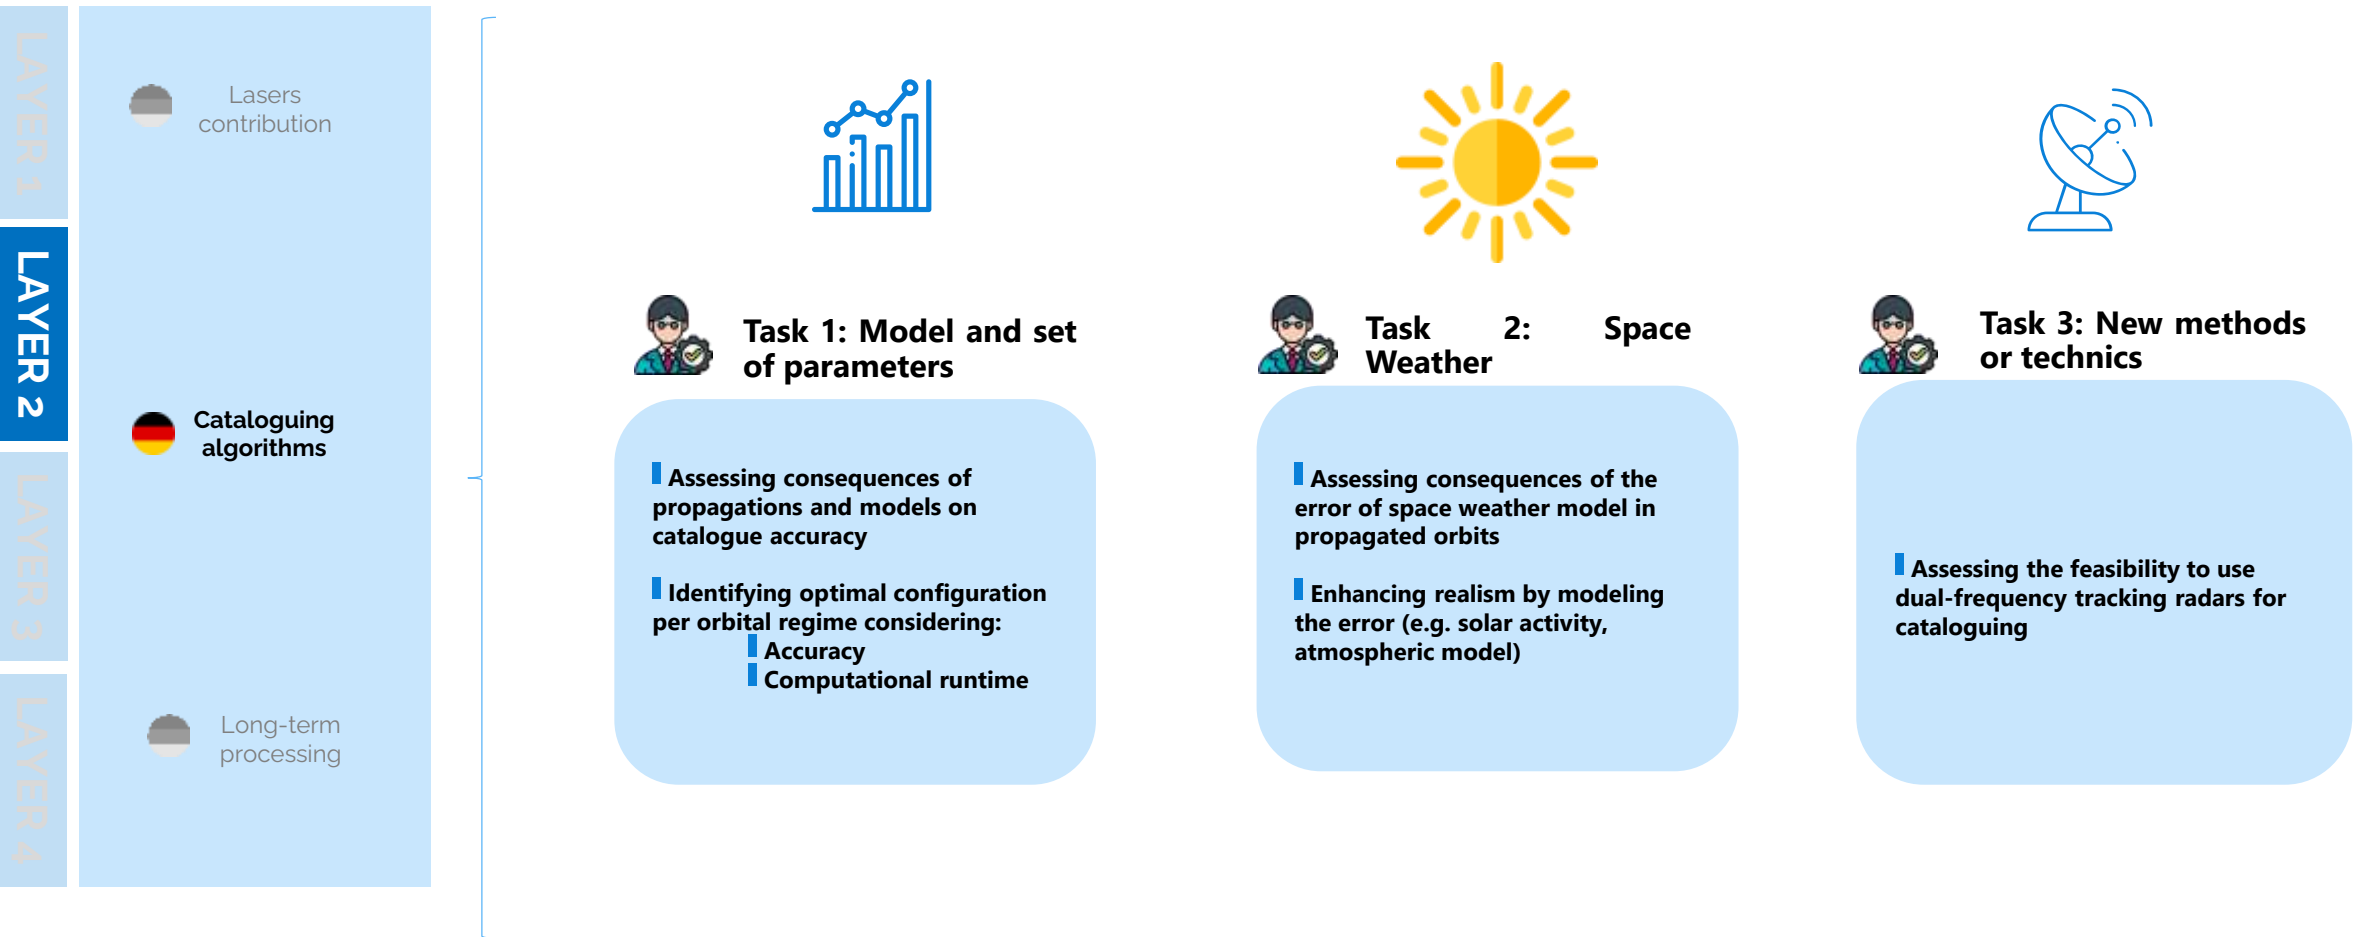 LAYER 1
LAYER 2
LAYER 3
LAYER 4
Lasers
contribution
Cataloguing
algorithms
Long-term
processing
Task 1: Model and set
of parameters
Assessing consequences of
propagations and models on
catalogue accuracy
Identifying optimal configuration
per orbital regime considering:
Accuracy
Computational runtime
Task 2: Space
Weather
Assessing consequences of the
error of space weather model in
propagated orbits
Enhancing realism by modeling
the error (e.g. solar activity,
atmospheric model)
Task 3: New methods
or technics
Assessing the feasibility to use
dual-frequency tracking radars for
cataloguing